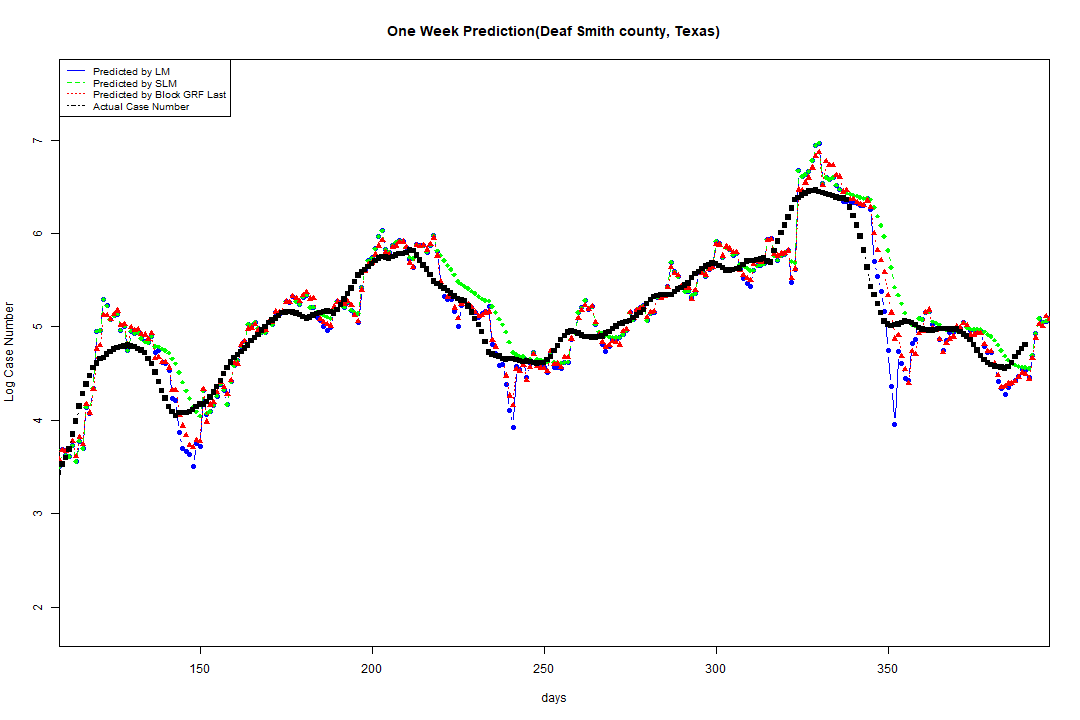 One Week Prediction(Deaf Smith county, Texas)
Predicted by LM
Predicted by SLM
Predicted by Block GRF Last
Actual Case Number
7
6
5
4
3
2
Log Case Number
150
200
250
300
350
days